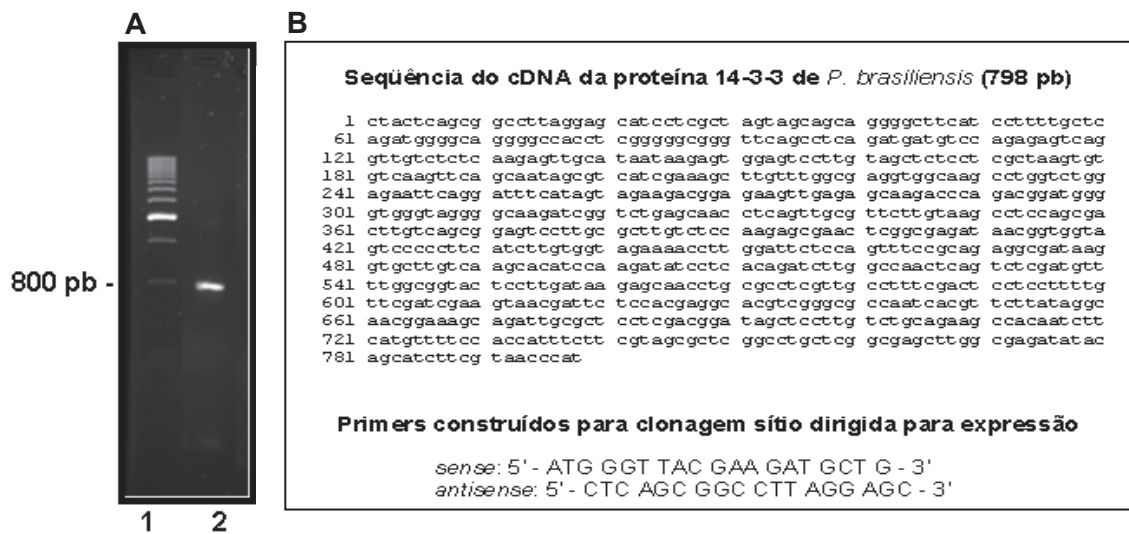 A
B
800 pb -
1 2
Seqüência do cDNA da proteína 14-3-3 de P. brasiliensis (798 pb)
1 ctactcagcg gccttaggag catcctcgct agtagcagca ggggcttcat ccttttgctc
61 agatggggca ggggccacct cgggggcggg ttcagcctca gatgatgtcc agagagtcag
121 gttgtctctc aagagttgca taataagagt ggagtccttg tagctctcct cgctaagtgt
181 gtcaagttca gcaatagcgt catcgaaagc ttgtttggcg aggtggcaag cctggtctgg
241 agaattcagg atttcatagt agaagacgga gaagttgaga gcaagaccca gacggatggg
301 gtgggtaggg gcaagatcgg tctgagcaac ctcagttgcg ttcttgtaag cctccagcga
361 cttgtcagcg gagtccttgc gcttgtctcc aagagcgaac tcggcgagat aacggtggta
421 gtcccccttc atcttgtggt agaaaacctt ggattctcca gtttccgcag aggcgataag
481 gtgcttgtca agcacatcca agatatcctc acagatcttg gccaactcag tctcgatgtt
541 ttggcggtac tccttgataa gagcaacctg cgcctcgttg cctttcgact cctccttttg
601 ttcgatcgaa gtaacgattc tccacgaggc acgtcgggcg ccaatcacgt tcttataggc
661 aacggaaagc agattgcgct cctcgacgga tagctccttg tctgcagaag ccacaatctt
721 catgttttcc accatttctt cgtagcgctc ggcctgctcg gcgagcttgg cgagatatac
781 agcatcttcg taacccat
Primers construídos para clonagem sítio dirigida para expressão
sense: 5' - ATG GGT TAC GAA GAT GCT G - 3'
antisense: 5' - CTC AGC GGC CTT AGG AGC - 3'